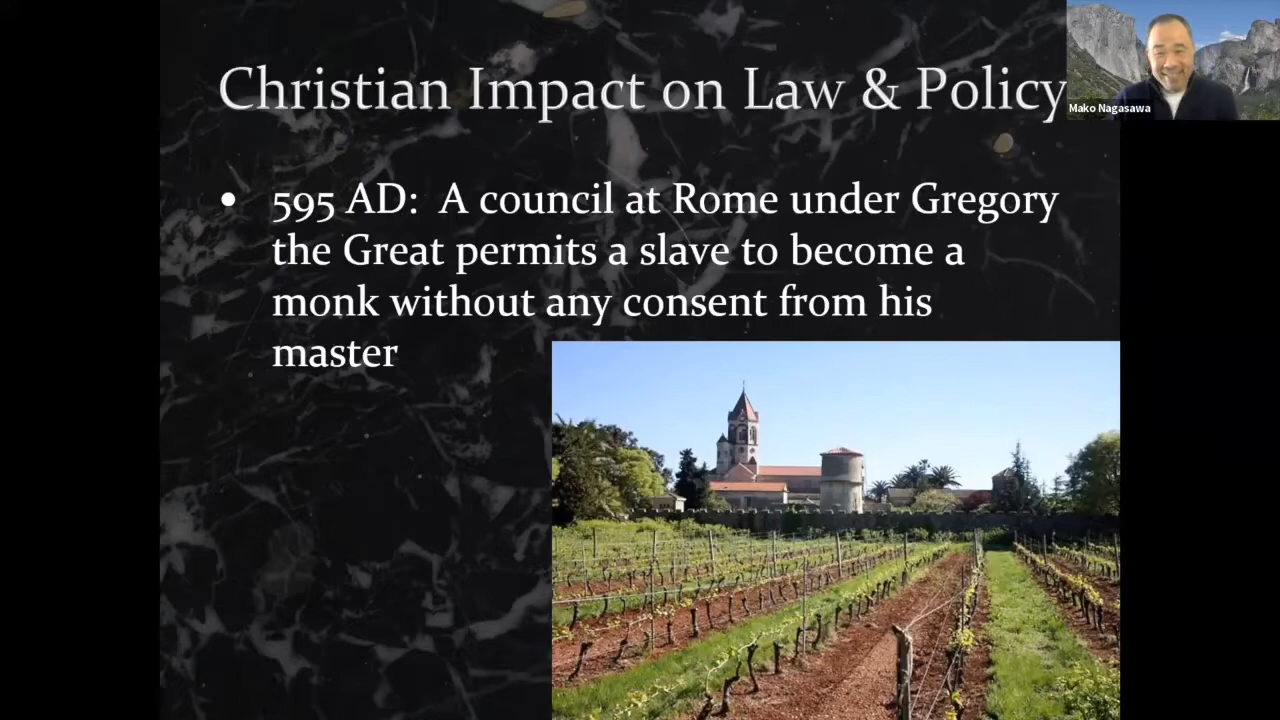 Christian Impact on Law & Policy
Mako Nagasawa
• 595 AD: A council at Rome under Gregory
the Great permits a slave to become a
monk without any consent from his
master